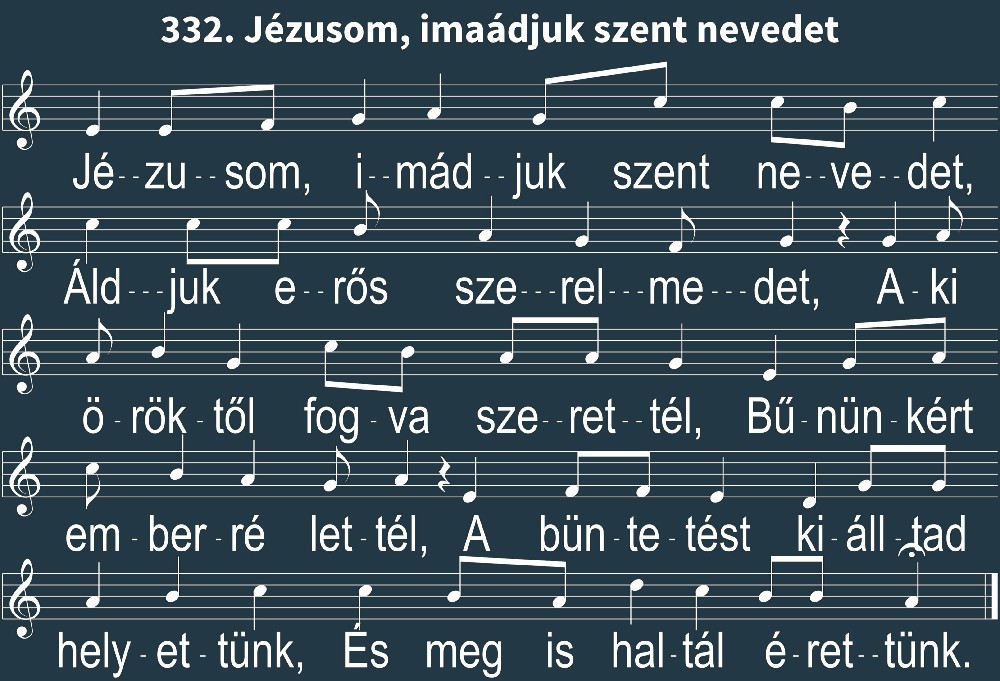 332. Jézusom, imaádjuk szent nevedet
Jé--zu--som, i--mád--juk szent ne--ve--det,
Áld---juk e--rős sze---rel---me---det, A-ki
ö-rök-től fog-va sze--ret--tél, Bű-nün-kért
em-ber-ré let-tél, A bün-te-tést ki-áll-tad
hely-et-tünk, És meg is hal-tál é-ret--tünk.